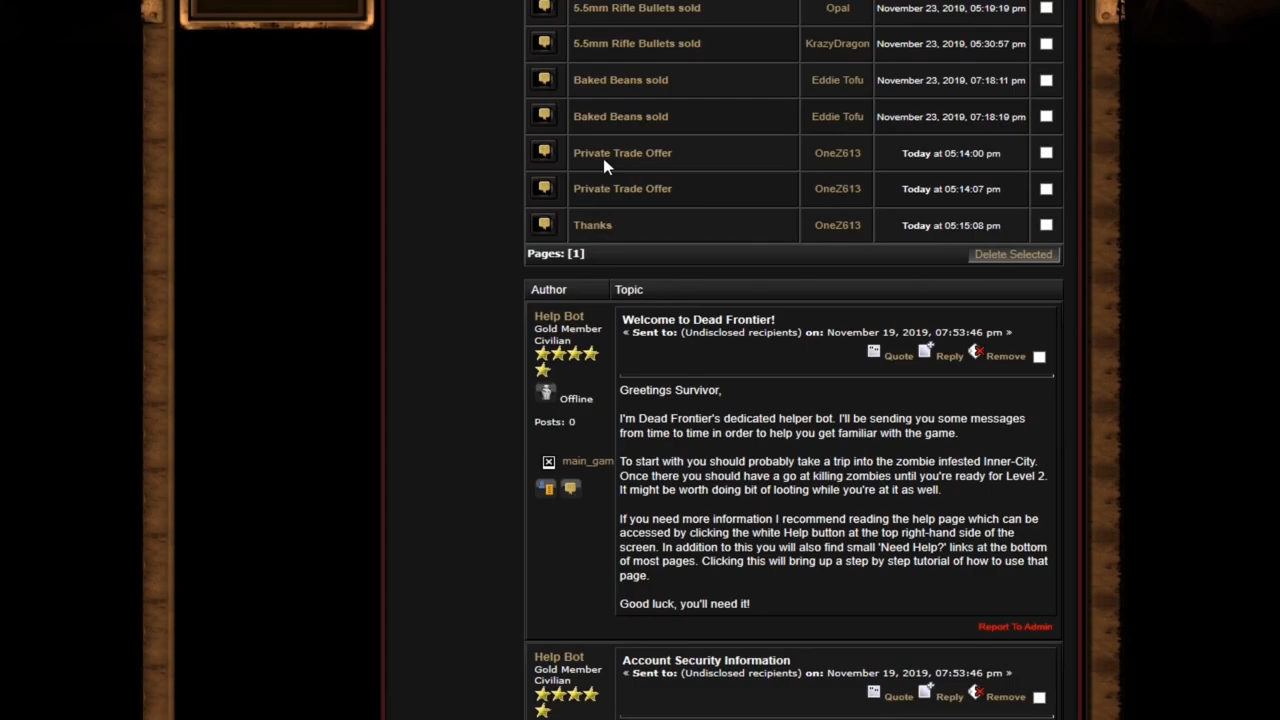 5.5mm Rifle Bullets sold Opal November 23, 2019, 05:19:19 pm
5.5mm Rifle Bullets sold KrazyDragon November 23, 2019, 05:30:57 pm
Baked Beans sold Eddie Tofu November 23, 2019, 07:18:11 pm
Baked Beans sold Eddie Tofu November 23, 2019, 07:18:19 pm
Private Trade Offer OneZ613 Today at 05:14:00 pm
Private Trade Offer OneZ613 Today at 05:14:07 pm
Thanks OneZ613 Today at 05:15:08 pm
Pages: [1] Delete Selected
Author Topic
Help Bot
Gold Member
Civilian
Offline
Posts: 0
main_gam
Welcome to Dead Frontier!
« Sent to: (Undisclosed recipients) on: November 19, 2019, 07:53:46 pm »
Quote Reply Remove
Greetings Survivor,
I'm Dead Frontier's dedicated helper bot. I'll be sending you some messages
from time to time in order to help you get familiar with the game.
To start with you should probably take a trip into the zombie infested Inner-City.
Once there you should have a go at killing zombies until you're ready for Level 2.
It might be worth doing bit of looting while you're at it as well.
If you need more information I recommend reading the help page which can be
accessed by clicking the white Help button at the top right-hand side of the
screen. In addition to this you will also find small 'Need Help?' links at the bottom
of most pages. Clicking this will bring up a step by step tutorial of how to use that
page.
Good luck, you'll need it!
Report To Admin
Help Bot
Gold Member
Civilian
Account Security Information
« Sent to: (Undisclosed recipients) on: November 19, 2019, 07:53:46 pm »
Quote Reply Remove